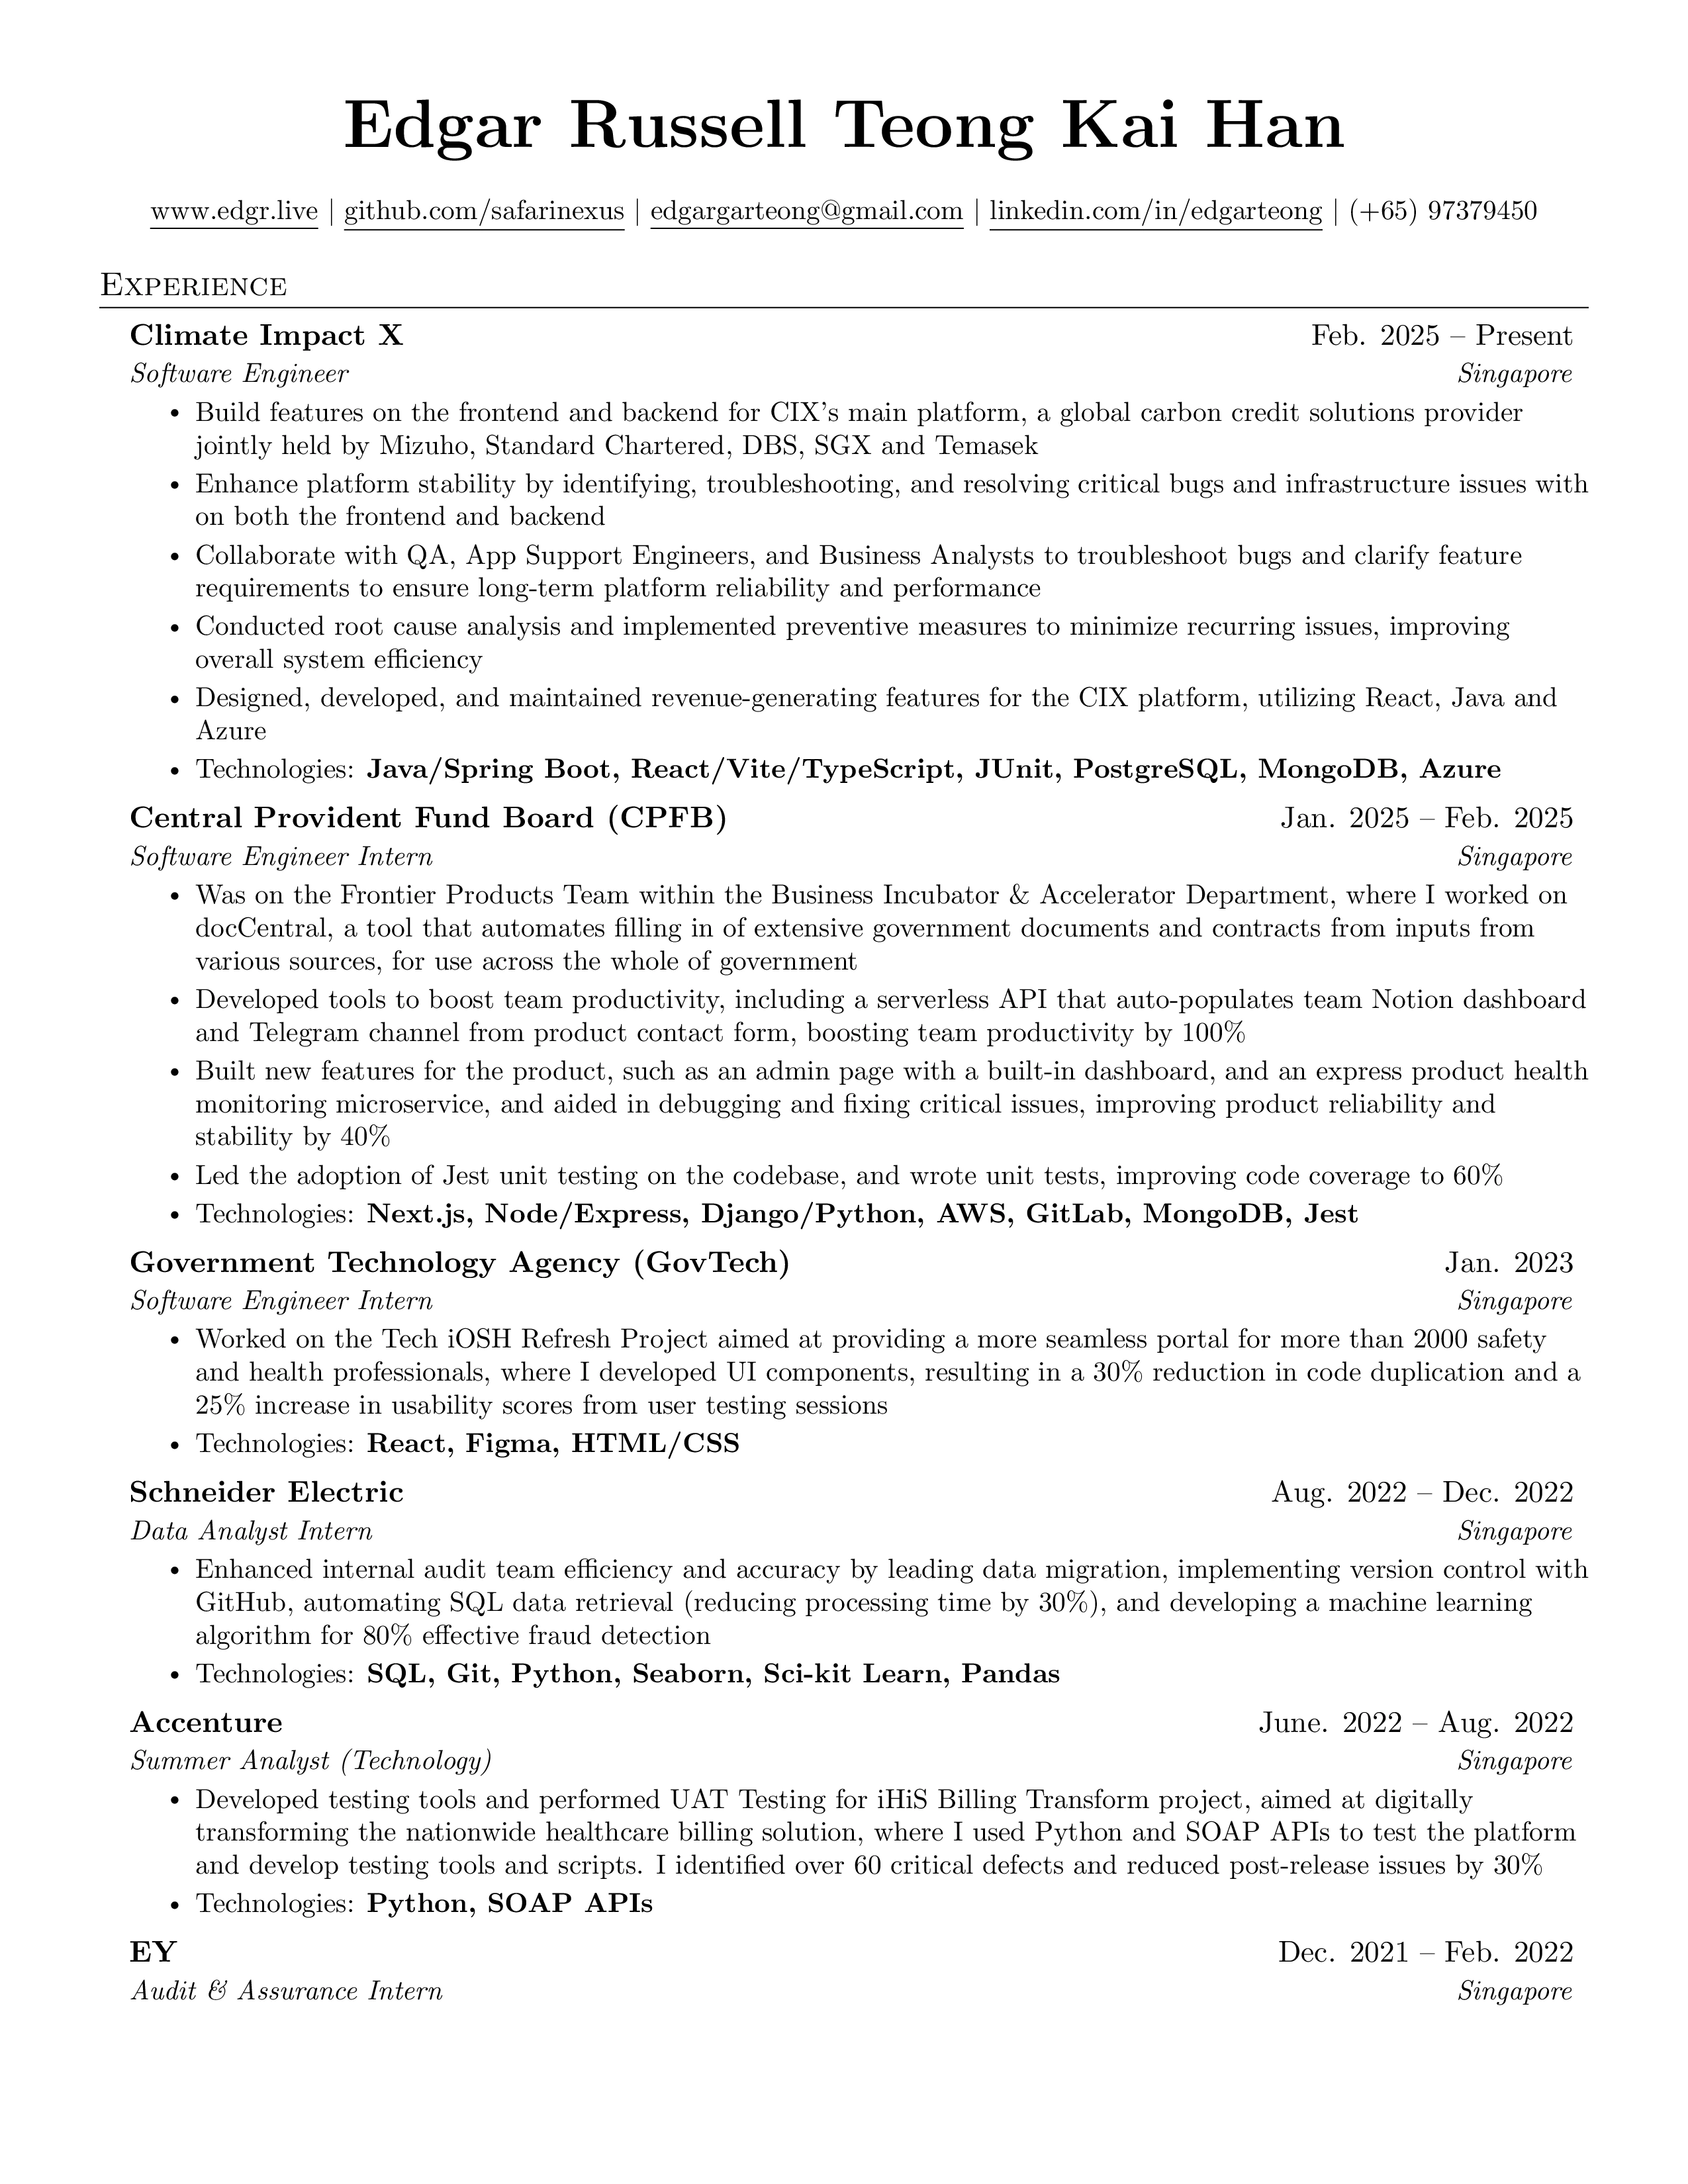 Edgar Russell Teong Kai Han
www.edgr.live | github.com/safarinexus | edgargarteong@gmail.com | linkedin.com/in/edgarteong | (+65) 97379450
Experience
Climate Impact X Feb. 2025 – Present
Software Engineer Singapore
• Build features on the frontend and backend for CIX's main platform, a global carbon credit solutions provider
jointly held by Mizuho, Standard Chartered, DBS, SGX and Temasek
• Enhance platform stability by identifying, troubleshooting, and resolving critical bugs and infrastructure issues with
on both the frontend and backend
• Collaborate with QA, App Support Engineers, and Business Analysts to troubleshoot bugs and clarify feature
requirements to ensure long-term platform reliability and performance
• Conducted root cause analysis and implemented preventive measures to minimize recurring issues, improving
overall system efficiency
• Designed, developed, and maintained revenue-generating features for the CIX platform, utilizing React, Java and
Azure
• Technologies: Java/Spring Boot, React/Vite/TypeScript, JUnit, PostgreSQL, MongoDB, Azure
Central Provident Fund Board (CPFB) Jan. 2025 – Feb. 2025
Software Engineer Intern Singapore
• Was on the Frontier Products Team within the Business Incubator & Accelerator Department, where I worked on
docCentral, a tool that automates filling in of extensive government documents and contracts from inputs from
various sources, for use across the whole of government
• Developed tools to boost team productivity, including a serverless API that auto-populates team Notion dashboard
and Telegram channel from product contact form, boosting team productivity by 100%
• Built new features for the product, such as an admin page with a built-in dashboard, and an express product health
monitoring microservice, and aided in debugging and fixing critical issues, improving product reliability and
stability by 40%
• Led the adoption of Jest unit testing on the codebase, and wrote unit tests, improving code coverage to 60%
• Technologies: Next.js, Node/Express, Django/Python, AWS, GitLab, MongoDB, Jest
Government Technology Agency (GovTech) Jan. 2023
Software Engineer Intern Singapore
• Worked on the Tech iOSH Refresh Project aimed at providing a more seamless portal for more than 2000 safety
and health professionals, where I developed UI components, resulting in a 30% reduction in code duplication and a
25% increase in usability scores from user testing sessions
• Technologies: React, Figma, HTML/CSS
Schneider Electric Aug. 2022 – Dec. 2022
Data Analyst Intern Singapore
• Enhanced internal audit team efficiency and accuracy by leading data migration, implementing version control with
GitHub, automating SQL data retrieval (reducing processing time by 30%), and developing a machine learning
algorithm for 80% effective fraud detection
• Technologies: SQL, Git, Python, Seaborn, Sci-kit Learn, Pandas
Accenture June. 2022 – Aug. 2022
Summer Analyst (Technology) Singapore
• Developed testing tools and performed UAT Testing for iHiS Billing Transform project, aimed at digitally
transforming the nationwide healthcare billing solution, where I used Python and SOAP APIs to test the platform
and develop testing tools and scripts. I identified over 60 critical defects and reduced post-release issues by 30%
• Technologies: Python, SOAP APIs
EY Dec. 2021 – Feb. 2022
Audit & Assurance Intern Singapore